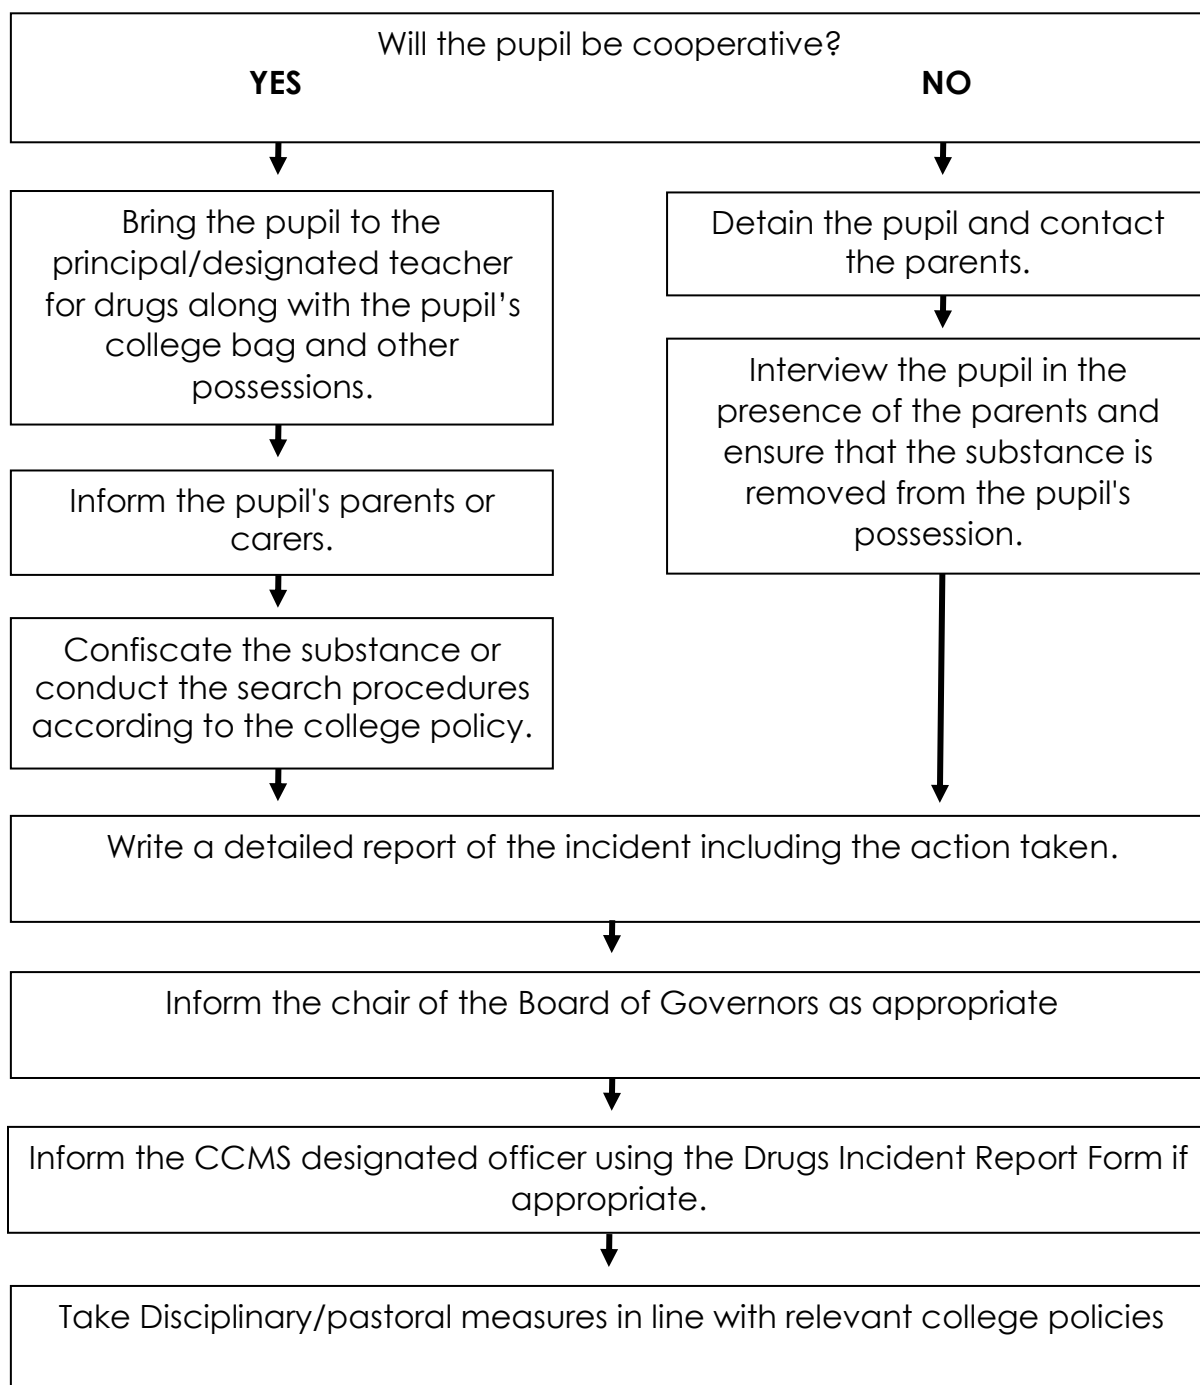 Will the pupil be cooperative?
YES NO
Bring the pupil to the
principal/designated teacher
for drugs along with the pupil’s
college bag and other
possessions.
Inform the pupil's parents or
carers.
Confiscate the substance or
conduct the search procedures
according to the college policy.
Detain the pupil and contact
the parents.
Interview the pupil in the
presence of the parents and
ensure that the substance is
removed from the pupil's
possession.
Write a detailed report of the incident including the action taken.
Inform the chair of the Board of Governors as appropriate
Inform the CCMS designated officer using the Drugs Incident Report Form if
appropriate.
Take Disciplinary/pastoral measures in line with relevant college policies